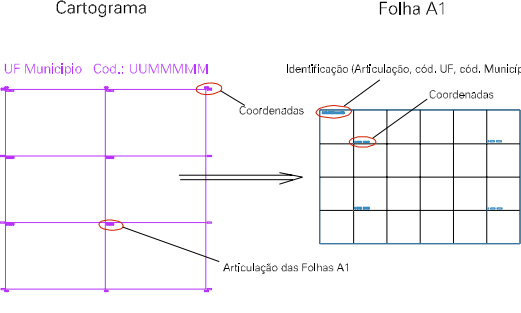 Cartograma
Folha A1
UF Município Cod.: UUMMMMM
Identificação (Articulação, cód. UF, cód. Municíp
Coordenadas
Coordenadas
Articulação das Folhas A1